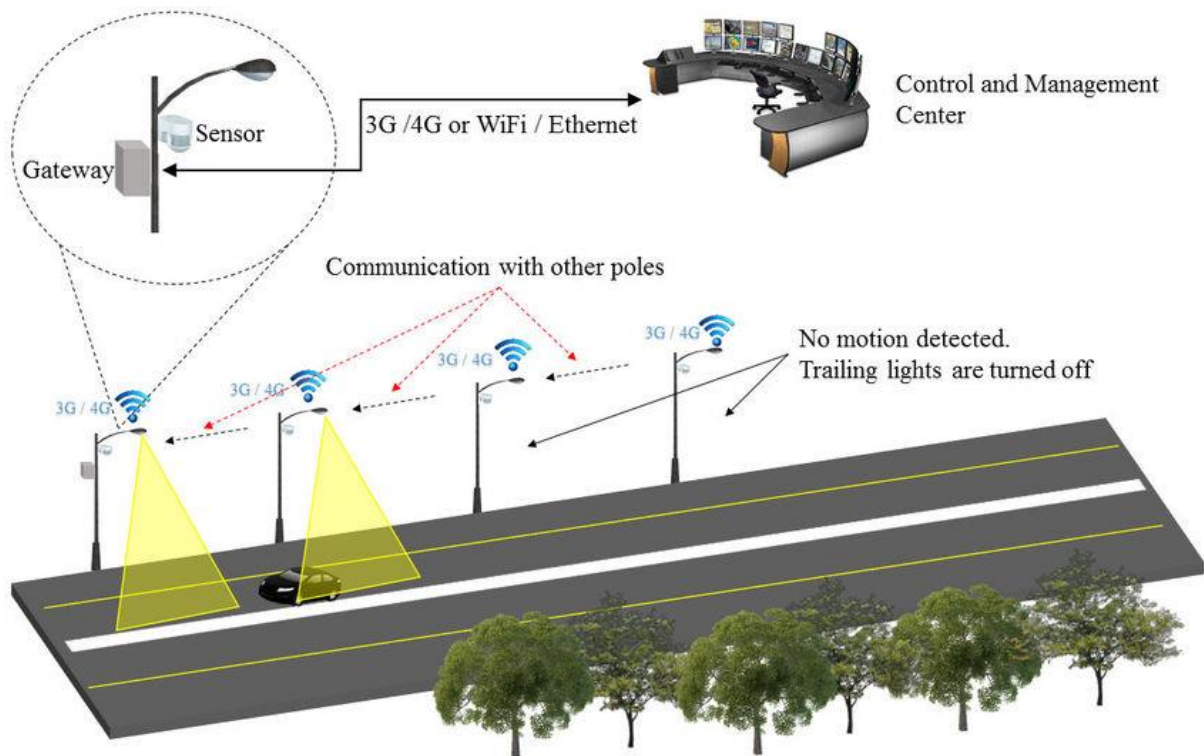 Sensor
Gateway
3G /4G or WiFi / Ethernet
Control and Management
Center
Communication with other poles
3G / 4G
3G / 4G
3G / 4G
3G / 4G
No motion detected.
Trailing lights are turned off